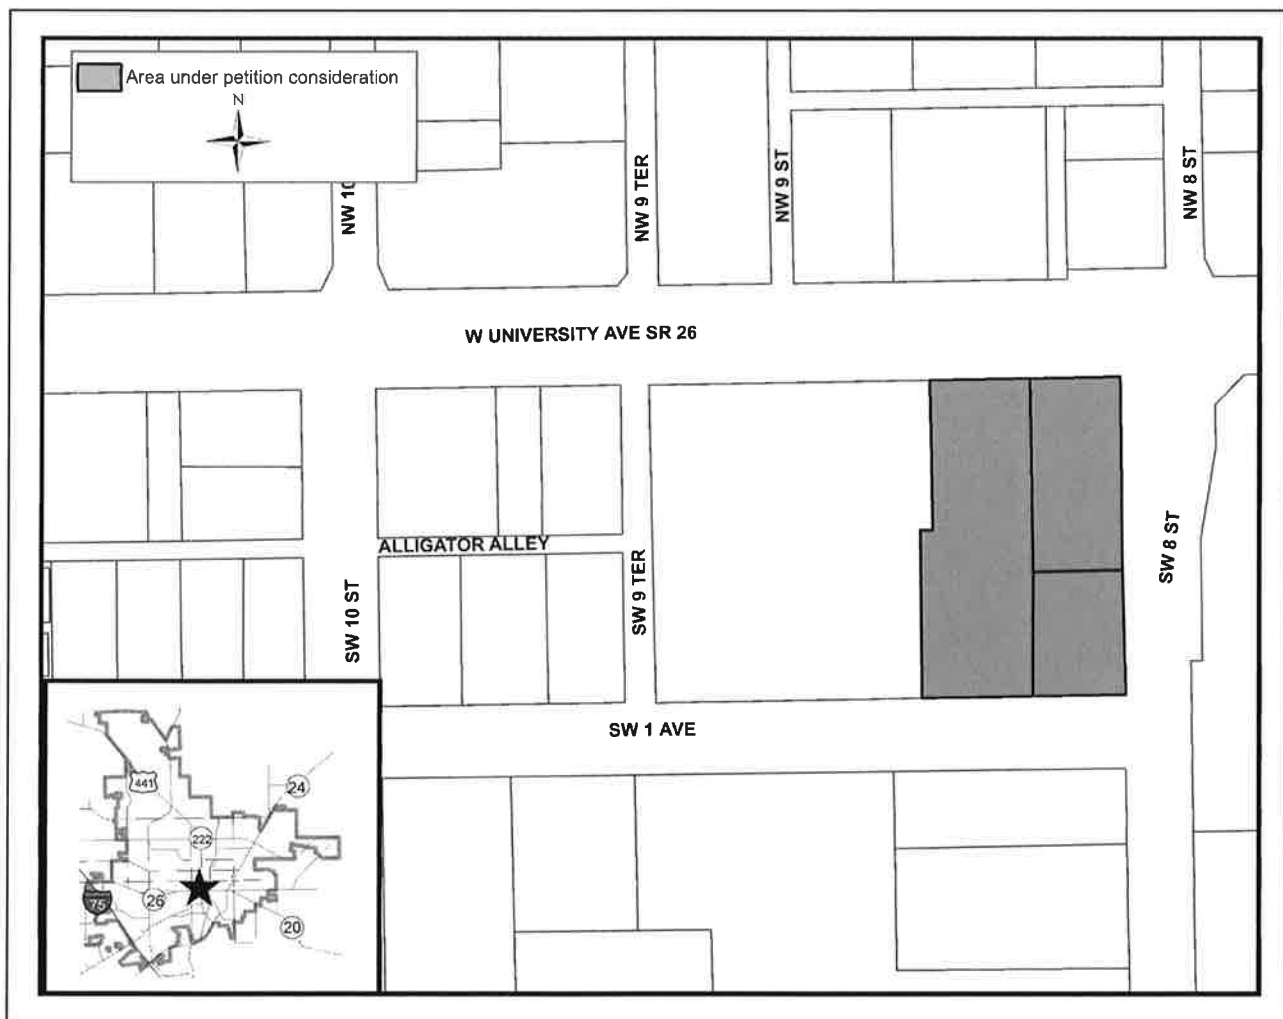 Area under petition consideration
N
NW 10
NW 9 TER
NW 9 ST
NW 8 ST
W UNIVERSITY AVE SR 26
ALLIGATOR ALLEY
SW 10 ST
SW 9 TER
SW 8 ST
SW 1 AVE
441
24
222
26
75
20